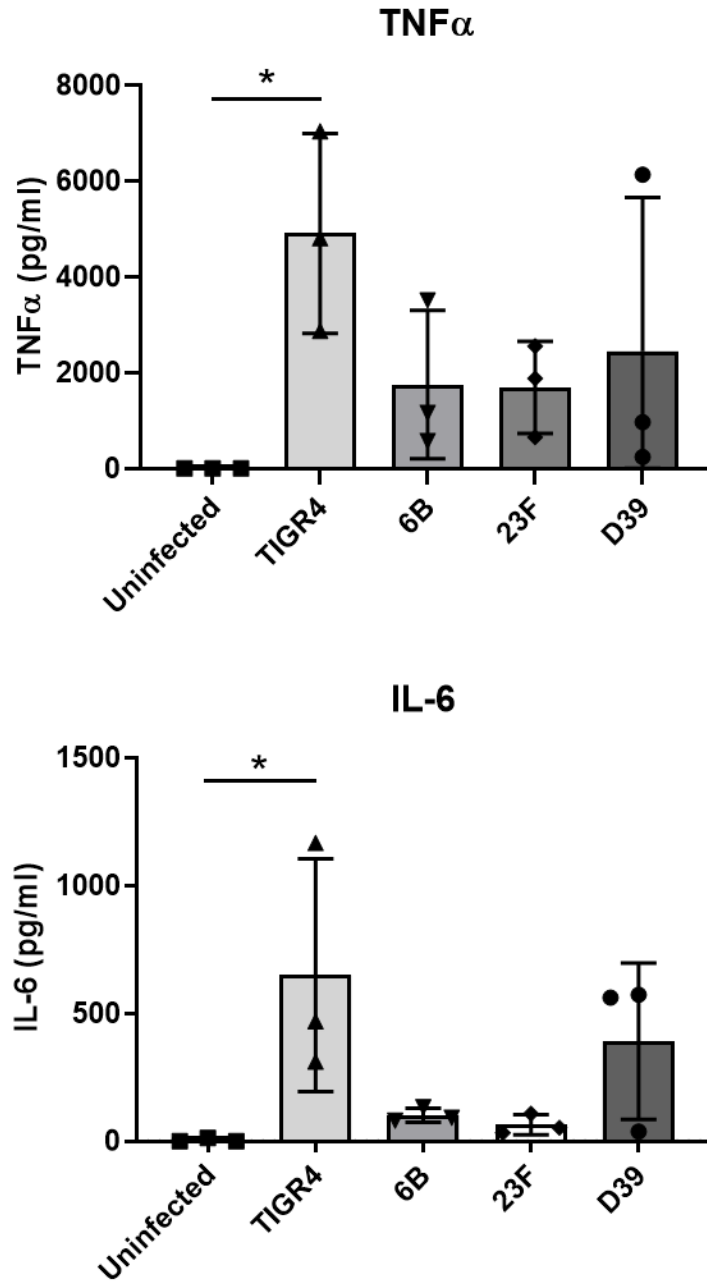 TNFα
*
8000
6000
4000
2000
0
TNFα (pg/ml)
Uninfected
TIGR4
6B
23F
D39
IL-6
*
1500
1000
500
0
IL-6 (pg/ml)
Uninfected
TIGR4
6B
23F
D39